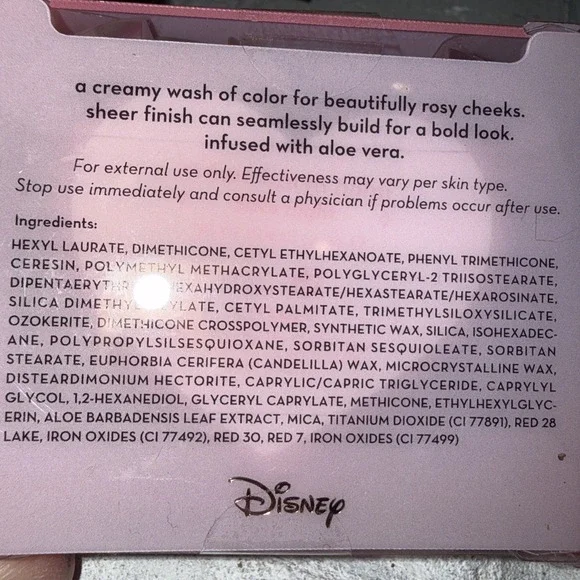 a creamy wash of color for beautifully rosy cheeks.
sheer finish can seamlessly build for a bold look.
infused with aloe vera.
For external use only. Effectiveness may vary per skin type.
Stop use immediately and consult a physician if problems occur after use.
Ingredients:
HEXYL LAURATE, DIMETHICONE, CETYL ETHYLHEXANOATE, PHENYL TRIMETHICONE,
CERESIN, POLYMETHYL METHACRYLATE, POLYGLYCERYL-2 TRIISOSTEARATE,
HEXAHYDROXYSTEARATE/HEXASTEARATE/HEXAROSINATE,
SILICA CETYL PALMITATE, TRIMETHYLSILOXYSILICATE,
OZOKERITE, DIMETHICONE CROSSPOLYMER, SYNTHETIC WAX, SILICA, ISOHEXADEC-
ANE, POLYPROPYLSILSESQUIOXANE, SORBITAN SESQUIOLEATE, SORBITAN
STEARATE, EUPHORBIA CERIFERA (CANDELILLA) WAX, MICROCRYSTALLINE WAX,
DISTEARDIMONIUM HECTORITE, CAPRYLIC/CAPRIC TRIGLYCERIDE, CAPRYLYL
GLYCOL, 1,2-HEXANEDIOL, GLYCERYL CAPRYLATE, METHICONE, ETHYLHEXYLGLYC-
ERIN, ALOE BARBADENSIS LEAF EXTRACT, MICA, TITANIUM DIOXIDE (CI 77891), RED 28
LAKE, IRON OXIDES (CI 77492), RED 30, RED 7, IRON OXIDES (CI 77499)
Disney